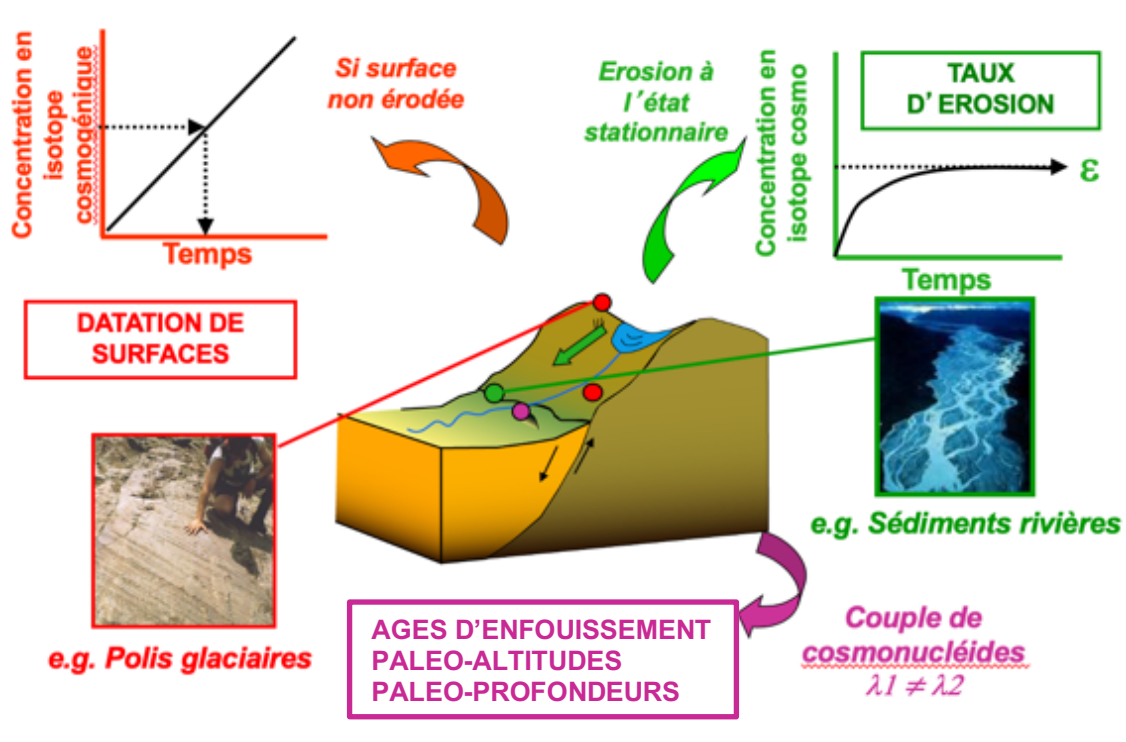 Concentration en
isotope
cosmogénique
Temps
Si surface
non érodée
DATATION DE
SURFACES
e.g. Polis glaciaires
Erosion à
l'état
stationnaire
Concentration en
isotope cosmo
TAUX
D' EROSION
ε
Temps
e.g. Sédiments rivières
AGES D'ENFOUISSEMENT
PALEO-ALTITUDES
PALEO-PROFONDEURS
Couple de
cosmonucléides
λ1 ≠ λ2